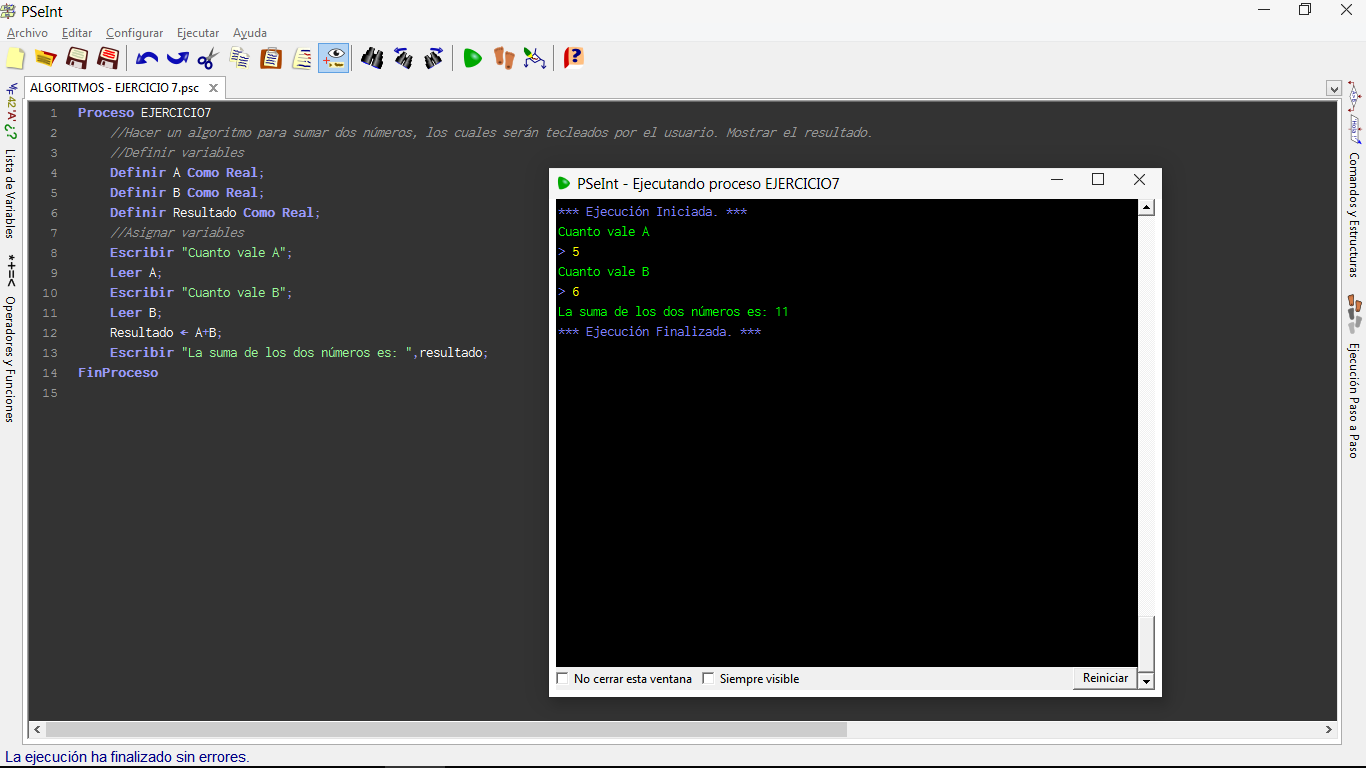 PSeInt
Archivo Editar Configurar Ejecutar Ayuda
ALGORITMOS - EJERCICIO 7.psc
1 Proceso EJERCICIO7
2 //Hacer un algoritmo para sumar dos números, los cuales serán tecleados por el usuario. Mostrar el resultado.
3 //Definir variables
4 Definir A Como Real;
5 Definir B Como Real;
6 Definir Resultado Como Real;
7 //Asignar variables
8 Escribir "Cuanto vale A";
9 Leer A;
10 Escribir "Cuanto vale B";
11 Leer B;
12 Resultado ← A+B;
13 Escribir "La suma de los dos números es: ",resultado;
14 FinProceso
15
PSeInt - Ejecutando proceso EJERCICIO7
*** Ejecución Iniciada. ***
Cuanto vale A
> 5
Cuanto vale B
> 6
La suma de los dos números es: 11
*** Ejecución Finalizada. ***
No cerrar esta ventana
Siempre visible
Reiniciar
Lista de Variables
*+=< Operadores y Funciones
Comandos y Estructuras
Ejecución Paso a Paso
La ejecución ha finalizado sin errores.